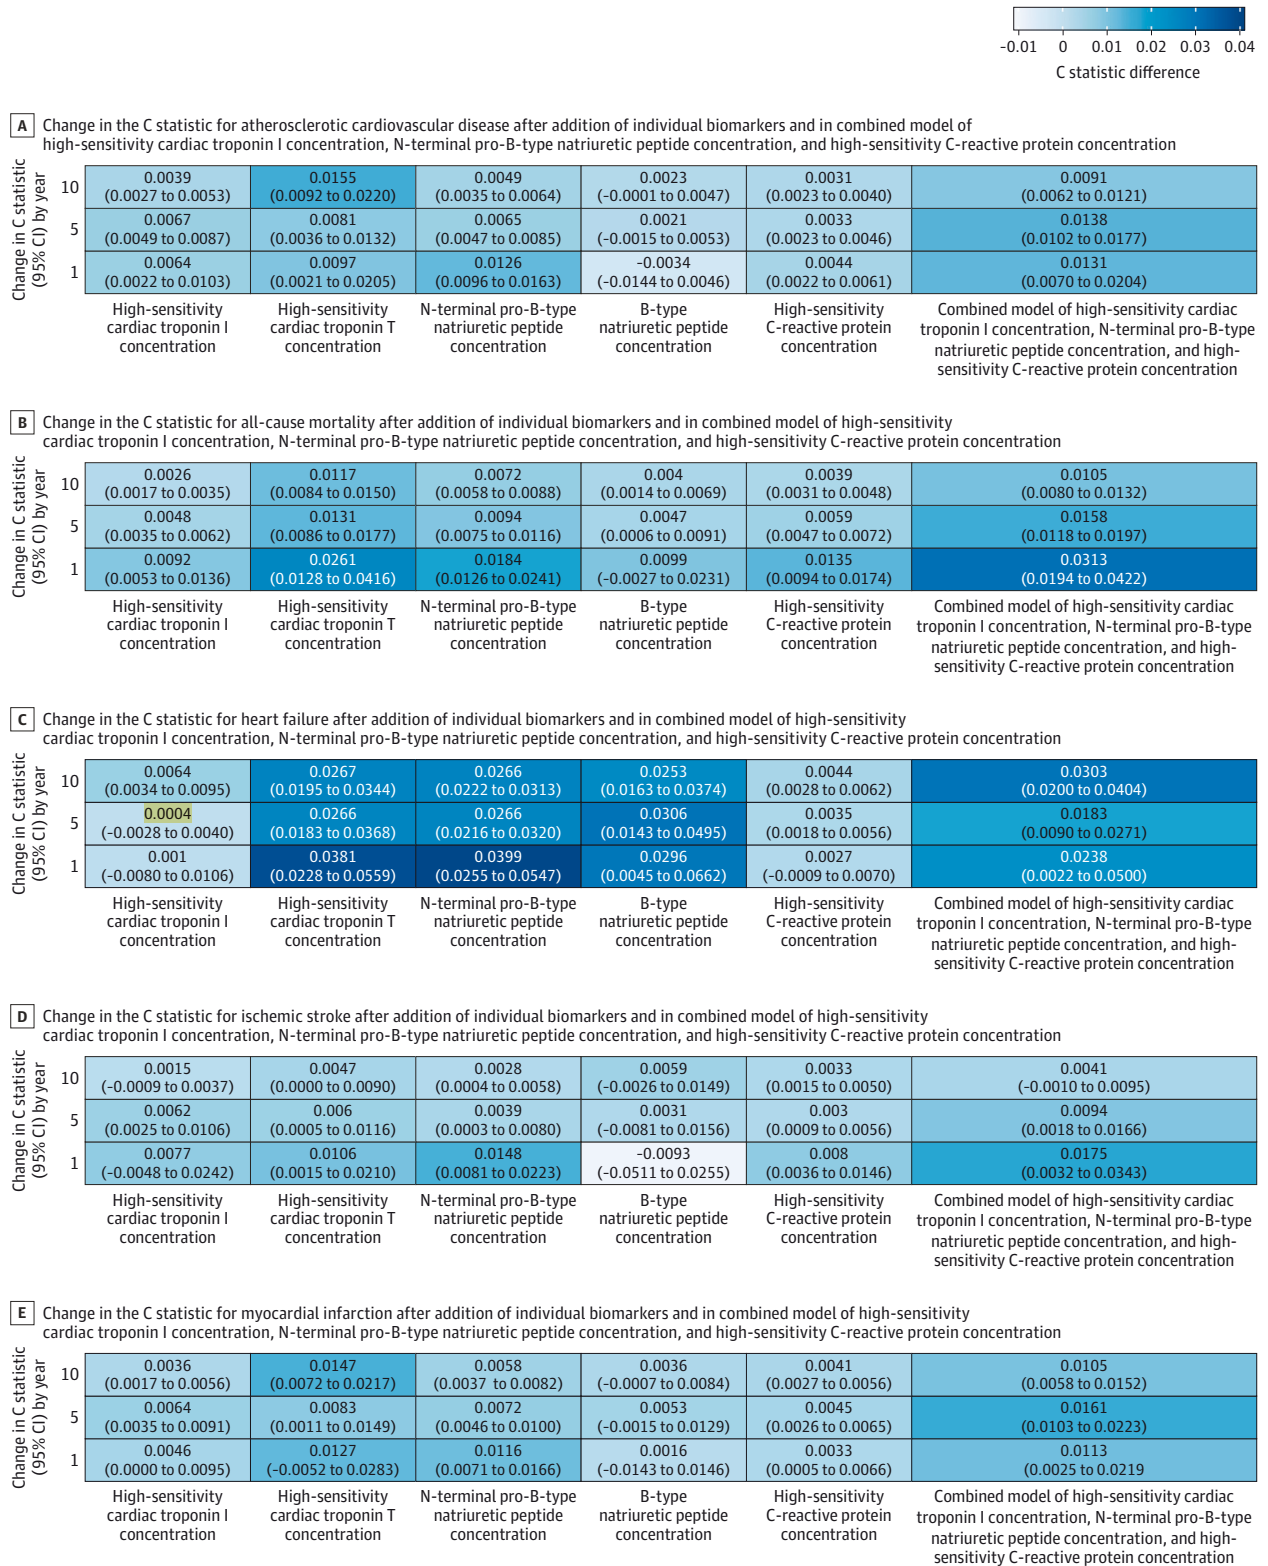 -0.01 0 0.01 0.02 0.03 0.04
C statistic difference
A Change in the C statistic for atherosclerotic cardiovascular disease after addition of individual biomarkers and in combined model of
high-sensitivity cardiac troponin I concentration, N-terminal pro-B-type natriuretic peptide concentration, and high-sensitivity C-reactive protein concentration
Change in C statistic
(95% CI) by year
10 0.0039 0.0155 0.0049 0.0023 0.0031 0.0091
(0.0027 to 0.0053) (0.0092 to 0.0220) (0.0035 to 0.0064) (-0.0001 to 0.0047) (0.0023 to 0.0040) (0.0062 to 0.0121)
5 0.0067 0.0081 0.0065 0.0021 0.0033 0.0138
(0.0049 to 0.0087) (0.0036 to 0.0132) (0.0047 to 0.0085) (-0.0015 to 0.0053) (0.0023 to 0.0046) (0.0102 to 0.0177)
1 0.0064 0.0097 0.0126 -0.0034 0.0044 0.0131
(0.0022 to 0.0103) (0.0021 to 0.0205) (0.0096 to 0.0163) (-0.0144 to 0.0046) (0.0022 to 0.0061) (0.0070 to 0.0204)
High-sensitivity High-sensitivity N-terminal pro-B-type B-type High-sensitivity Combined model of high-sensitivity cardiac
cardiac troponin I cardiac troponin T natriuretic peptide natriuretic peptide C-reactive protein troponin I concentration, N-terminal pro-B-type
concentration concentration concentration concentration concentration natriuretic peptide concentration, and high-
sensitivity C-reactive protein concentration
B Change in the C statistic for all-cause mortality after addition of individual biomarkers and in combined model of high-sensitivity
cardiac troponin I concentration, N-terminal pro-B-type natriuretic peptide concentration, and high-sensitivity C-reactive protein concentration
Change in C statistic
(95% CI) by year
10 0.0026 0.0117 0.0072 0.004 0.0039 0.0105
(0.0017 to 0.0035) (0.0084 to 0.0150) (0.0058 to 0.0088) (0.0014 to 0.0069) (0.0031 to 0.0048) (0.0080 to 0.0132)
5 0.0048 0.0131 0.0094 0.0047 0.0059 0.0158
(0.0035 to 0.0062) (0.0086 to 0.0177) (0.0075 to 0.0116) (0.0006 to 0.0091) (0.0047 to 0.0072) (0.0118 to 0.0197)
1 0.0092 0.0261 0.0184 0.0099 0.0135 0.0313
(0.0053 to 0.0136) (0.0128 to 0.0416) (0.0126 to 0.0241) (-0.0027 to 0.0231) (0.0094 to 0.0174) (0.0194 to 0.0422)
High-sensitivity High-sensitivity N-terminal pro-B-type B-type High-sensitivity Combined model of high-sensitivity cardiac
cardiac troponin I cardiac troponin T natriuretic peptide natriuretic peptide C-reactive protein troponin I concentration, N-terminal pro-B-type
concentration concentration concentration concentration concentration natriuretic peptide concentration, and high-
sensitivity C-reactive protein concentration
C Change in the C statistic for heart failure after addition of individual biomarkers and in combined model of high-sensitivity
cardiac troponin I concentration, N-terminal pro-B-type natriuretic peptide concentration, and high-sensitivity C-reactive protein concentration
Change in C statistic
(95% CI) by year
10 0.0064 0.0267 0.0266 0.0253 0.0044 0.0303
(0.0034 to 0.0095) (0.0195 to 0.0344) (0.0222 to 0.0313) (0.0163 to 0.0374) (0.0028 to 0.0062) (0.0200 to 0.0404)
5 0.0004 0.0266 0.0266 0.0306 0.0035 0.0183
(-0.0028 to 0.0040) (0.0183 to 0.0368) (0.0216 to 0.0320) (0.0143 to 0.0495) (0.0018 to 0.0056) (0.0090 to 0.0271)
1 0.001 0.0381 0.0399 0.0296 0.0027 0.0238
(-0.0080 to 0.0106) (0.0228 to 0.0559) (0.0255 to 0.0547) (0.0045 to 0.0662) (-0.0009 to 0.0070) (0.0022 to 0.0500)
High-sensitivity High-sensitivity N-terminal pro-B-type B-type High-sensitivity Combined model of high-sensitivity cardiac
cardiac troponin I cardiac troponin T natriuretic peptide natriuretic peptide C-reactive protein troponin I concentration, N-terminal pro-B-type
concentration concentration concentration concentration concentration natriuretic peptide concentration, and high-
sensitivity C-reactive protein concentration
D Change in the C statistic for ischemic stroke after addition of individual biomarkers and in combined model of high-sensitivity
cardiac troponin I concentration, N-terminal pro-B-type natriuretic peptide concentration, and high-sensitivity C-reactive protein concentration
Change in C statistic
(95% CI) by year
10 0.0015 0.0047 0.0028 0.0059 0.0033 0.0041
(-0.0009 to 0.0037) (0.0000 to 0.0090) (0.0004 to 0.0058) (-0.0026 to 0.0149) (0.0015 to 0.0050) (-0.0010 to 0.0095)
5 0.0062 0.006 0.0039 0.0031 0.003 0.0094
(0.0025 to 0.0106) (0.0005 to 0.0116) (0.0003 to 0.0080) (-0.0081 to 0.0156) (0.0009 to 0.0056) (0.0018 to 0.0166)
1 0.0077 0.0106 0.0148 -0.0093 0.008 0.0175
(-0.0048 to 0.0242) (0.0015 to 0.0210) (0.0081 to 0.0223) (-0.0511 to 0.0255) (0.0036 to 0.0146) (0.0032 to 0.0343)
High-sensitivity High-sensitivity N-terminal pro-B-type B-type High-sensitivity Combined model of high-sensitivity cardiac
cardiac troponin I cardiac troponin T natriuretic peptide natriuretic peptide C-reactive protein troponin I concentration, N-terminal pro-B-type
concentration concentration concentration concentration concentration natriuretic peptide concentration, and high-
sensitivity C-reactive protein concentration
E Change in the C statistic for myocardial infarction after addition of individual biomarkers and in combined model of high-sensitivity
cardiac troponin I concentration, N-terminal pro-B-type natriuretic peptide concentration, and high-sensitivity C-reactive protein concentration
Change in C statistic
(95% CI) by year
10 0.0036 0.0147 0.0058 0.0036 0.0041 0.0105
(0.0017 to 0.0056) (0.0072 to 0.0217) (0.0037 to 0.0082) (-0.0007 to 0.0084) (0.0027 to 0.0056) (0.0058 to 0.0152)
5 0.0064 0.0083 0.0072 0.0053 0.0045 0.0161
(0.0035 to 0.0091) (0.0011 to 0.0149) (0.0046 to 0.0100) (-0.0015 to 0.0129) (0.0026 to 0.0065) (0.0103 to 0.0223)
1 0.0046 0.0127 0.0116 0.0016 0.0033 0.0113
(0.0000 to 0.0095) (-0.0052 to 0.0283) (0.0071 to 0.0166) (-0.0143 to 0.0146) (0.0005 to 0.0066) (0.0025 to 0.0219
High-sensitivity High-sensitivity N-terminal pro-B-type B-type High-sensitivity Combined model of high-sensitivity cardiac
cardiac troponin I cardiac troponin T natriuretic peptide natriuretic peptide C-reactive protein troponin I concentration, N-terminal pro-B-type
concentration concentration concentration concentration concentration natriuretic peptide concentration, and high-
sensitivity C-reactive protein concentration